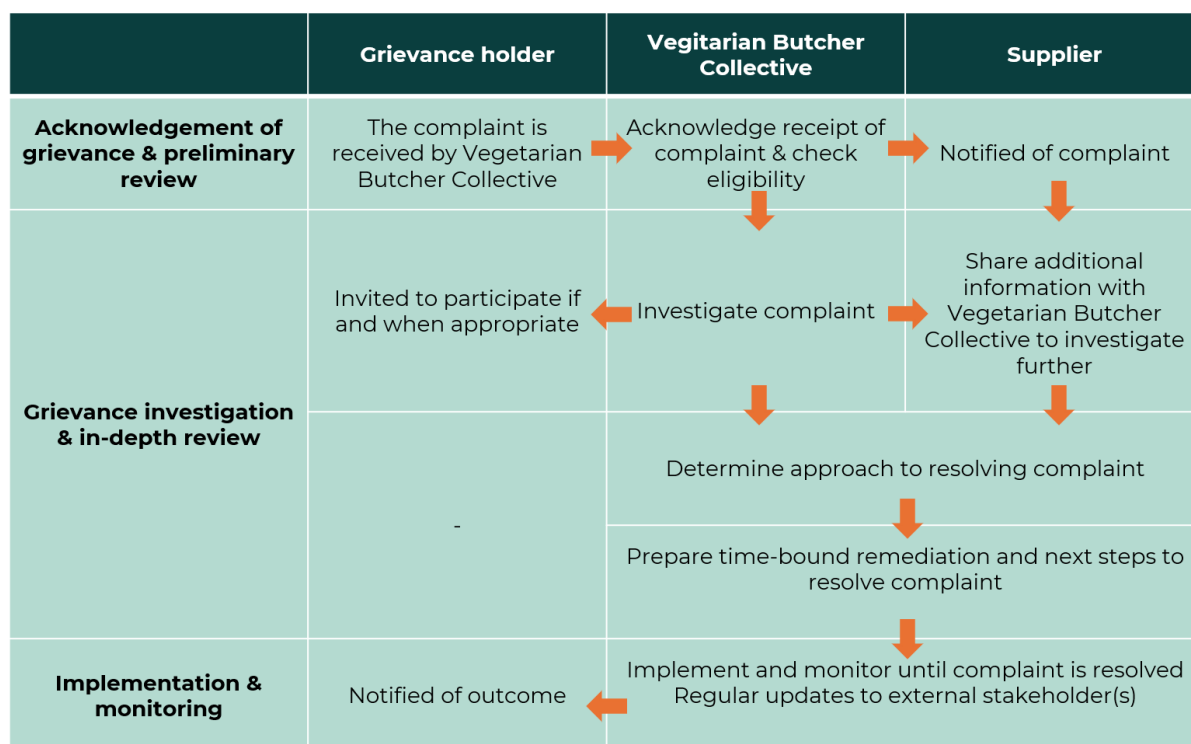 Grievance holder
Vegitarian Butcher
Collective
Supplier
Acknowledgement of
grievance & preliminary
review
The complaint is
received by Vegetarian
Butcher Collective
Acknowledge receipt of
complaint & check
eligibility
Notified of complaint
Grievance investigation
& in-depth review
Invited to participate if
and when appropriate
Investigate complaint
Share additional
information with
Vegetarian Butcher
Collective to investigate
further
-
Determine approach to resolving complaint
Prepare time-bound remediation and next steps to
resolve complaint
Implementation &
monitoring
Notified of outcome
Implement and monitor until complaint is resolved
Regular updates to external stakeholder(s)